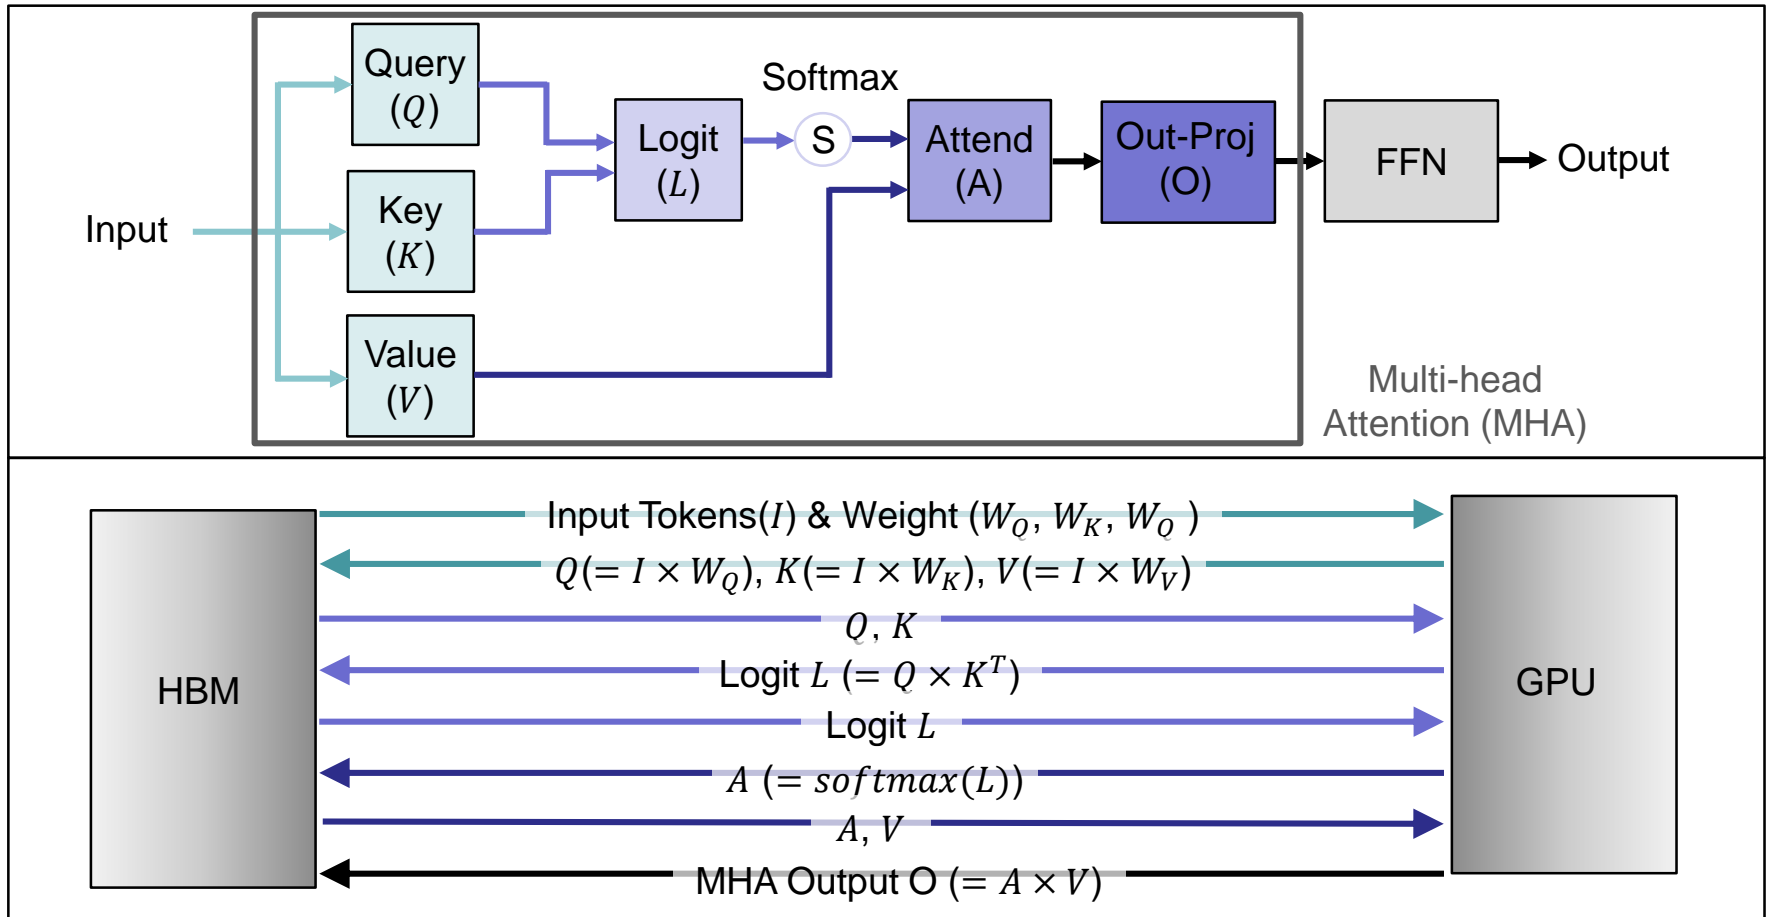 Query
(Q)
Softmax
Logit
(L)
S
Attend
(A)
Out-Proj
(O)
FFN
Output
Input
Key
(K)
Value
(V)
Multi-head
Attention (MHA)
HBM
GPU
Input Tokens(I) & Weight (W_Q, W_K, W_Q )
Q(= I × W_Q), K(= I × W_K), V(= I × W_V)
Q, K
Logit L (= Q × K^T)
Logit L
A (= softmax(L))
A, V
MHA Output O (= A × V)